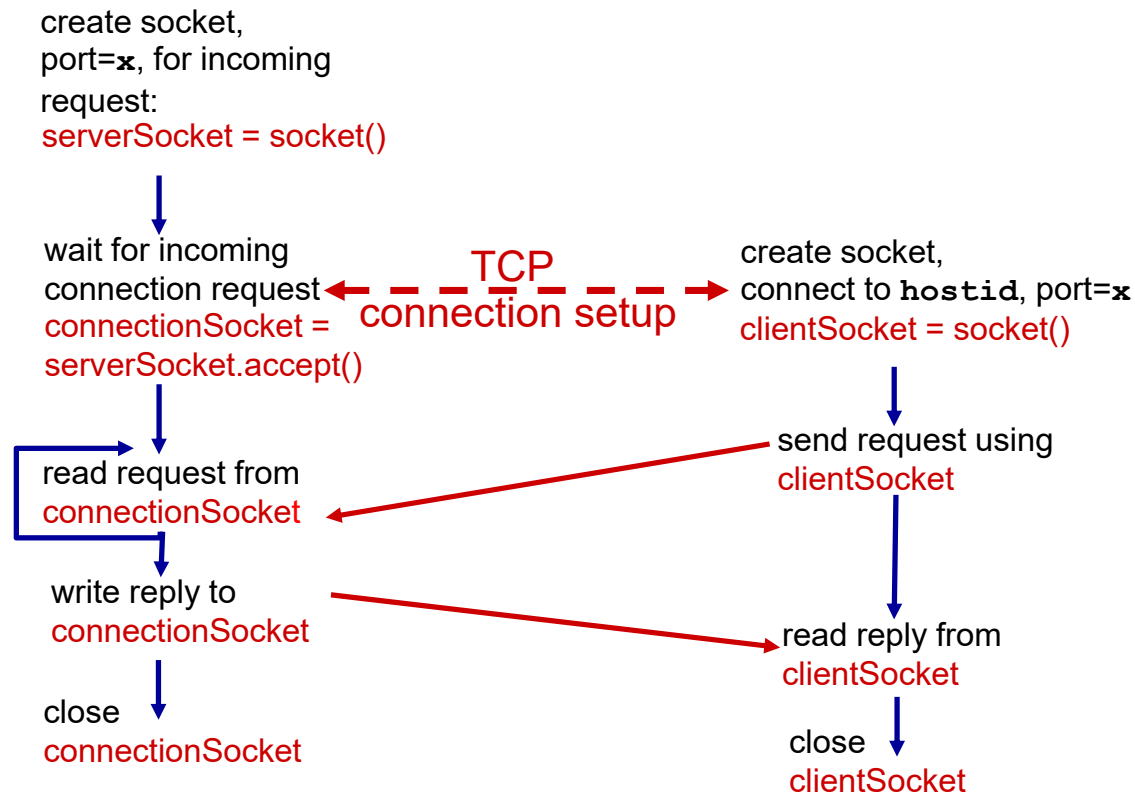 create socket,
port=x, for incoming
request:
serverSocket = socket()
wait for incoming
connection request
connectionSocket =
serverSocket.accept()
TCP
connection setup
create socket,
connect to hostid, port=x
clientSocket = socket()
read request from
connectionSocket
send request using
clientSocket
write reply to
connectionSocket
read reply from
clientSocket
close
connectionSocket
close
clientSocket